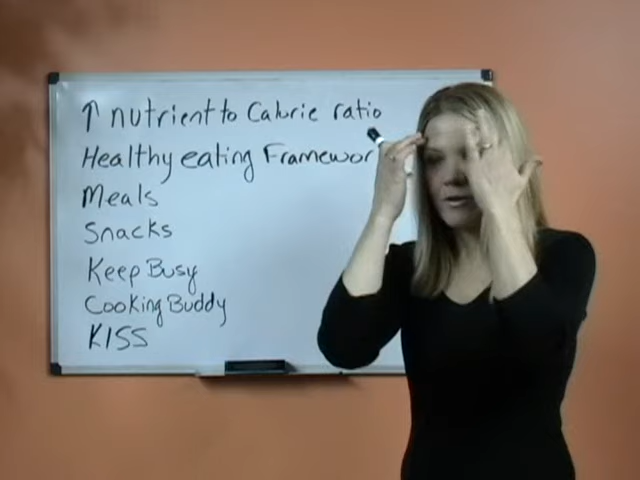 ↑ nutrient to Calorie ratio
Healthy eating Framewor
Meals
Snacks
Keep Busy
Cooking Buddy
KISS